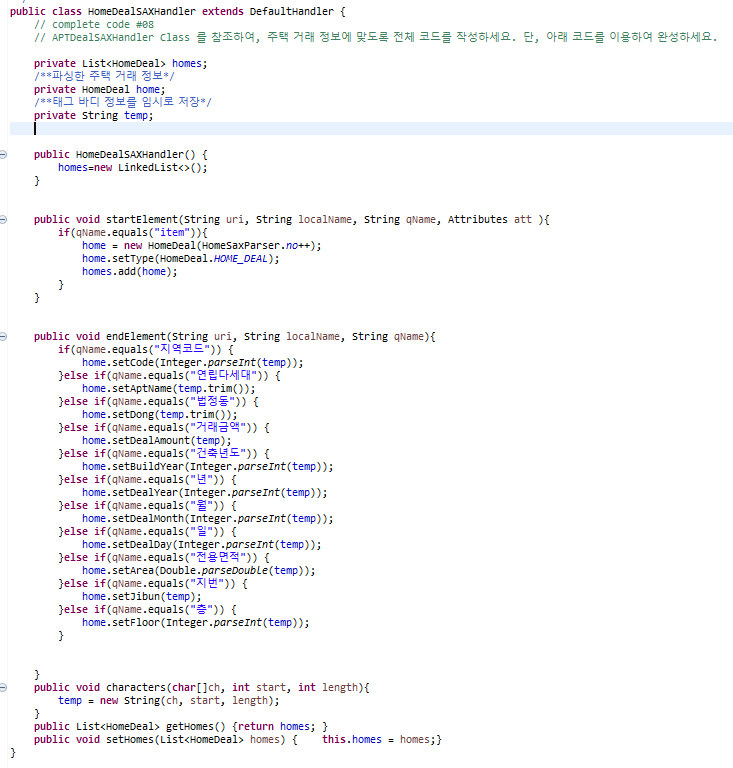 public class HomeDealSAXHandler extends DefaultHandler {
// complete code #08
// APTDealSAXHandler Class 를 참조하여, 주택 거래 정보에 맞도록 전체 코드를 작성하세요. 단, 아래 코드를 이용하여 완성하세요.
private List<HomeDeal> homes;
/**파싱한 주택 거래 정보*/
private HomeDeal home;
/**태그 바디 정보를 임시로 저장*/
private String temp;
public HomeDealSAXHandler() {
homes=new LinkedList<>();
}
public void startElement(String uri, String localName, String qName, Attributes att ){
if(qName.equals("item")){
home = new HomeDeal(HomeSaxParser.no++);
home.setType(HomeDeal.HOME_DEAL);
homes.add(home);
}
}
public void endElement(String uri, String localName, String qName){
if(qName.equals("지역코드")) {
home.setCode(Integer.parseInt(temp));
}else if(qName.equals("연립다세대")) {
home.setAptName(temp.trim());
}else if(qName.equals("법정동")) {
home.setDong(temp.trim());
}else if(qName.equals("거래금액")) {
home.setDealAmount(temp);
}else if(qName.equals("건축년도")) {
home.setBuildYear(Integer.parseInt(temp));
}else if(qName.equals("년")) {
home.setDealYear(Integer.parseInt(temp));
}else if(qName.equals("월")) {
home.setDealMonth(Integer.parseInt(temp));
}else if(qName.equals("일")) {
home.setDealDay(Integer.parseInt(temp));
}else if(qName.equals("전용면적")) {
home.setArea(Double.parseDouble(temp));
}else if(qName.equals("지번")) {
home.setJibun(temp);
}else if(qName.equals("층")) {
home.setFloor(Integer.parseInt(temp));
}
}
public void characters(char[]ch, int start, int length){
temp = new String(ch, start, length);
}
public List<HomeDeal> getHomes() {return homes; }
public void setHomes(List<HomeDeal> homes) {    this.homes = homes;}
}